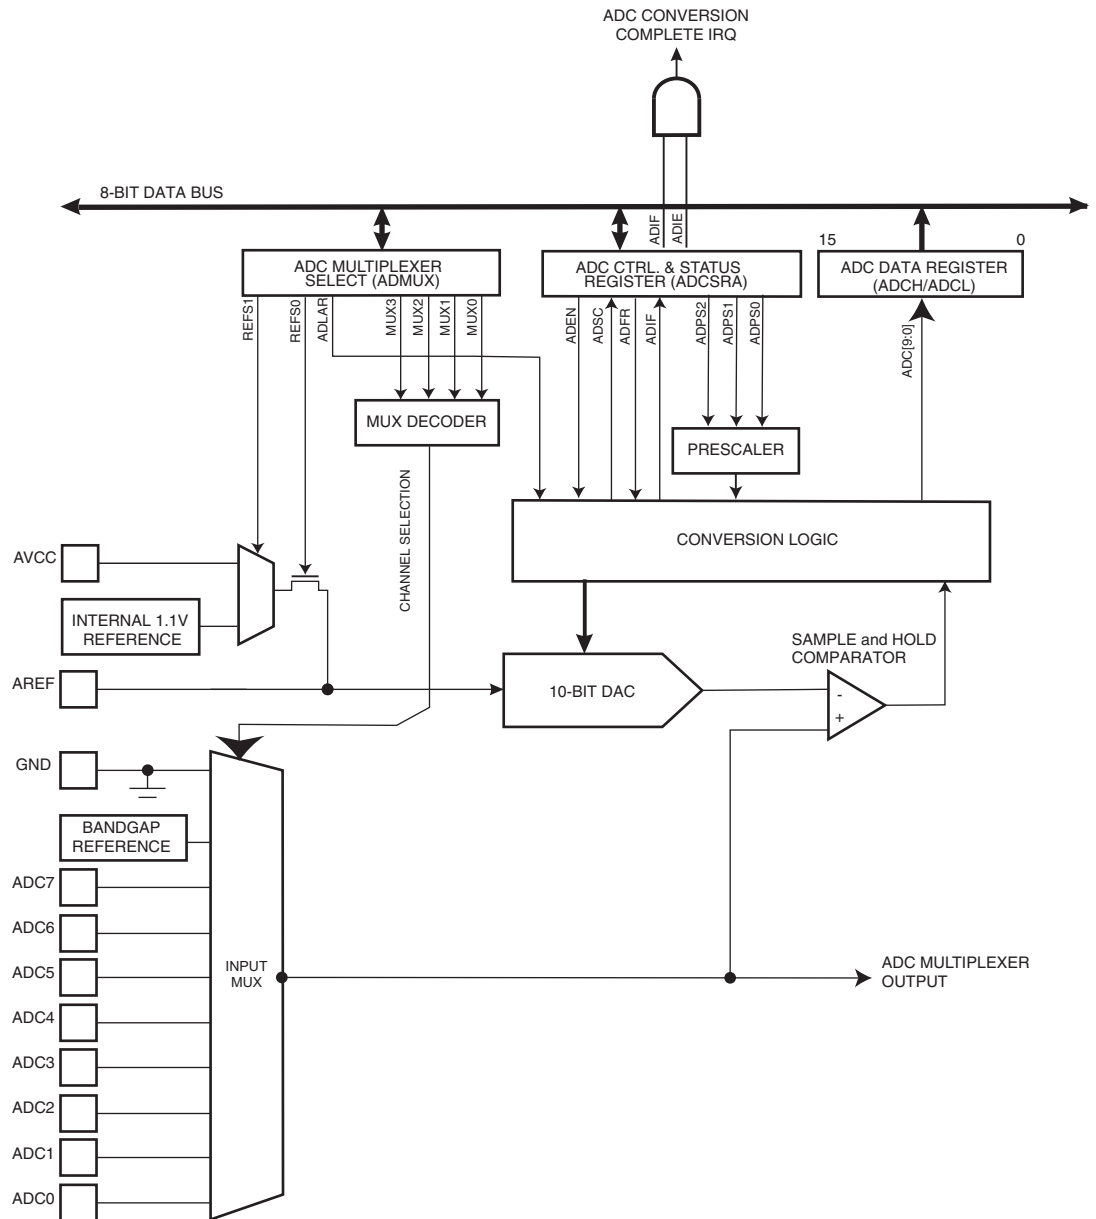 ADC CONVERSION
COMPLETE IRQ
8-BIT DATA BUS
ADIF
ADIE
15
0
ADC MULTIPLEXER
SELECT (ADMUX)
ADC CTRL. & STATUS
REGISTER (ADCSRA)
ADC DATA REGISTER
(ADCH/ADCL)
REFS1
REFS0
ADLAR
MUX3
MUX2
MUX1
MUX0
ADEN
ADSC
ADFR
ADIF
ADPS2
ADPS1
ADPS0
ADC[9:0]
MUX DECODER
PRESCALER
CHANNEL SELECTION
CONVERSION LOGIC
AVCC
INTERNAL 1.1V
REFERENCE
SAMPLE and HOLD
COMPARATOR
AREF
10-BIT DAC
-
+
GND
BANDGAP
REFERENCE
ADC7
ADC6
ADC5
INPUT
MUX
ADC MULTIPLEXER
OUTPUT
ADC4
ADC3
ADC2
ADC1
ADC0